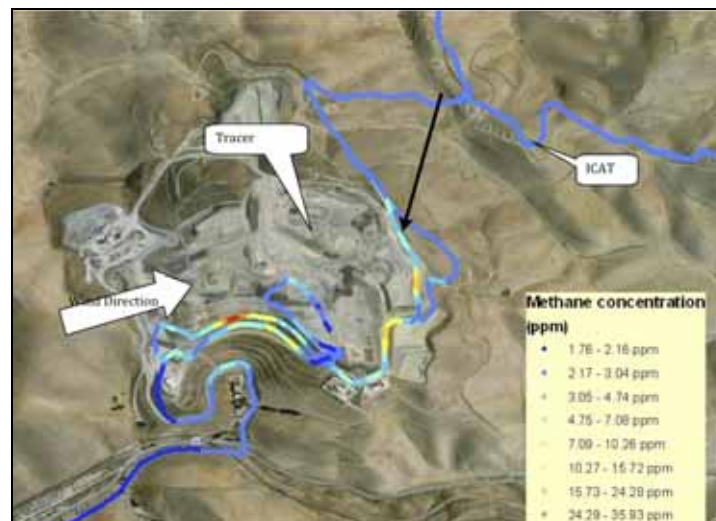 Tracer
ICAT
Wind Direction
Methane concentration
(ppm)
1.76 - 2.16 ppm
2.17 - 3.04 ppm
3.05 - 4.74 ppm
4.75 - 7.08 ppm
7.09 - 10.26 ppm
10.27 - 15.72 ppm
15.73 - 24.28 ppm
24.29 - 35.93 ppm